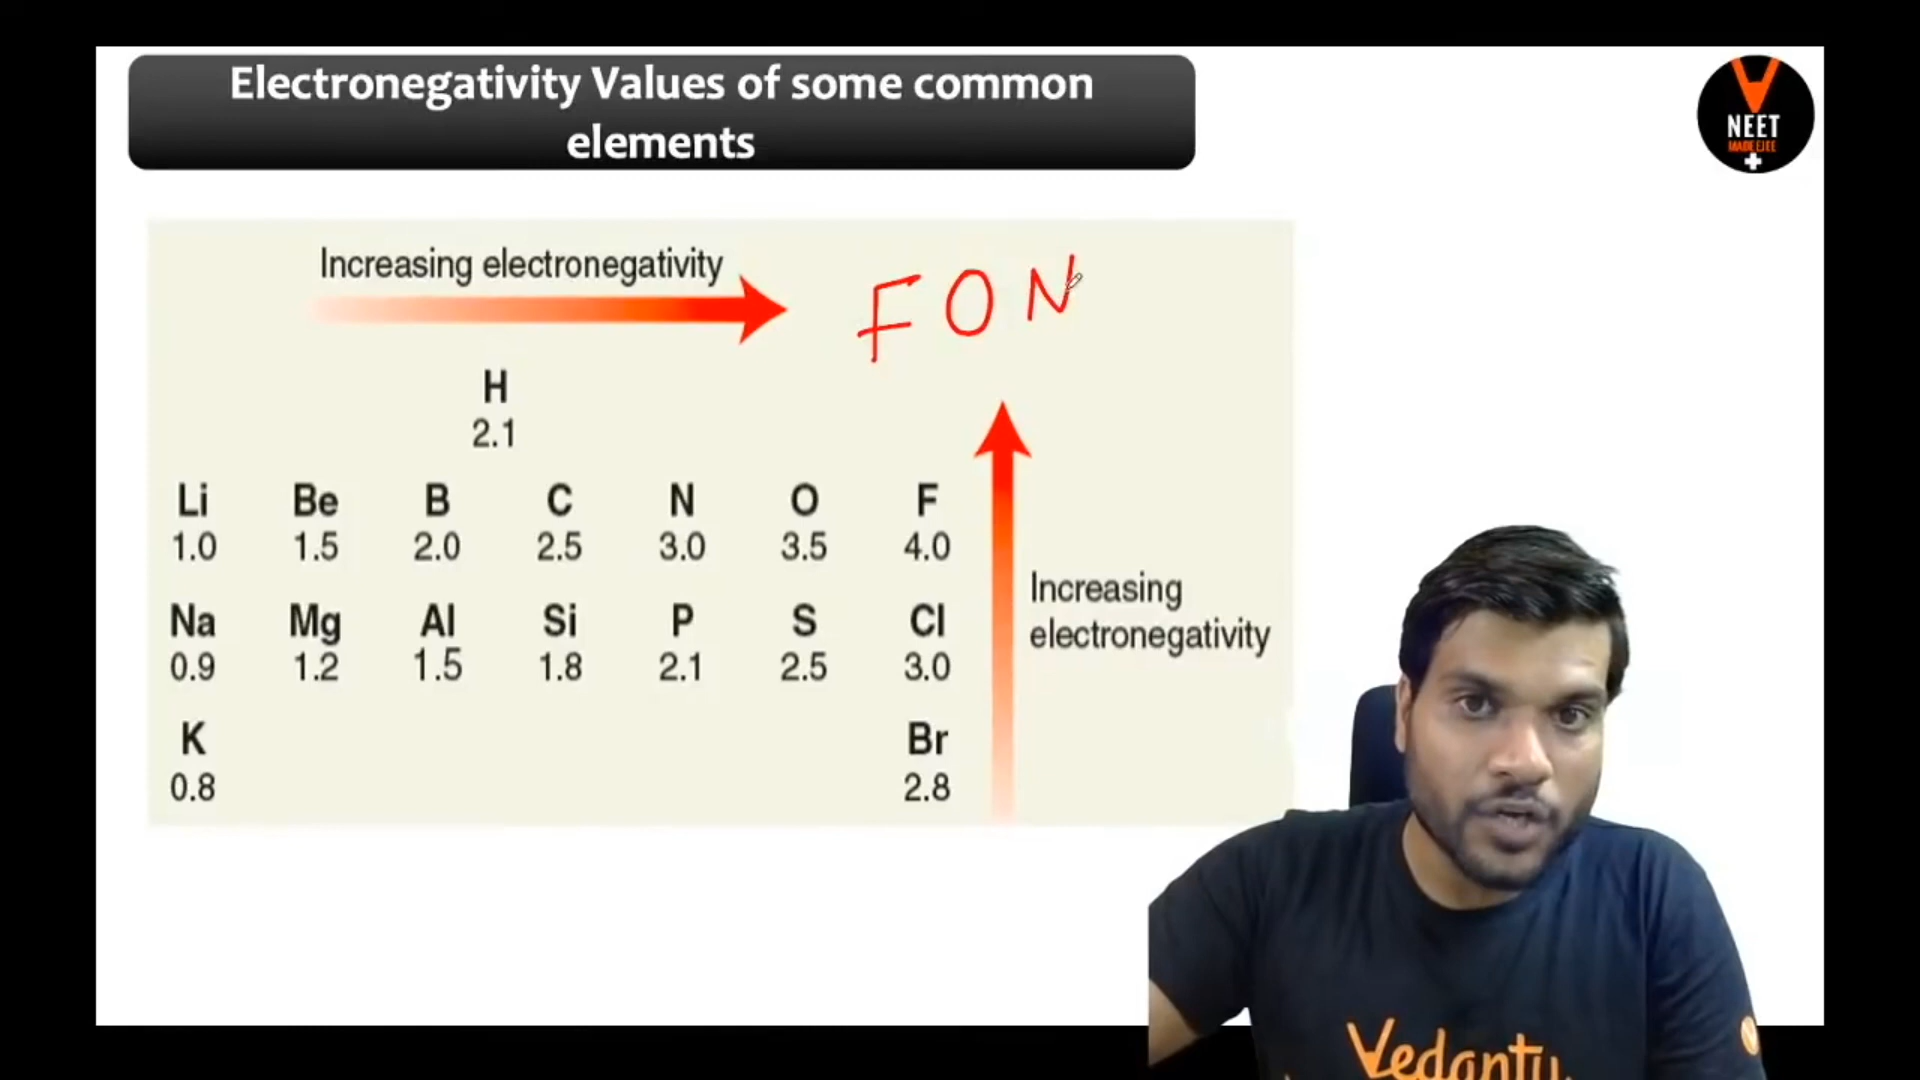 Electronegativity Values of some common
elements
NEET
MADE EJEE
Increasing electronegativity
F O N
H
2.1
Li Be B C N O F
1.0 1.5 2.0 2.5 3.0 3.5 4.0
Increasing
electronegativity
Na Mg Al Si P S Cl
0.9 1.2 1.5 1.8 2.1 2.5 3.0
K Br
0.8 2.8
Vedantu